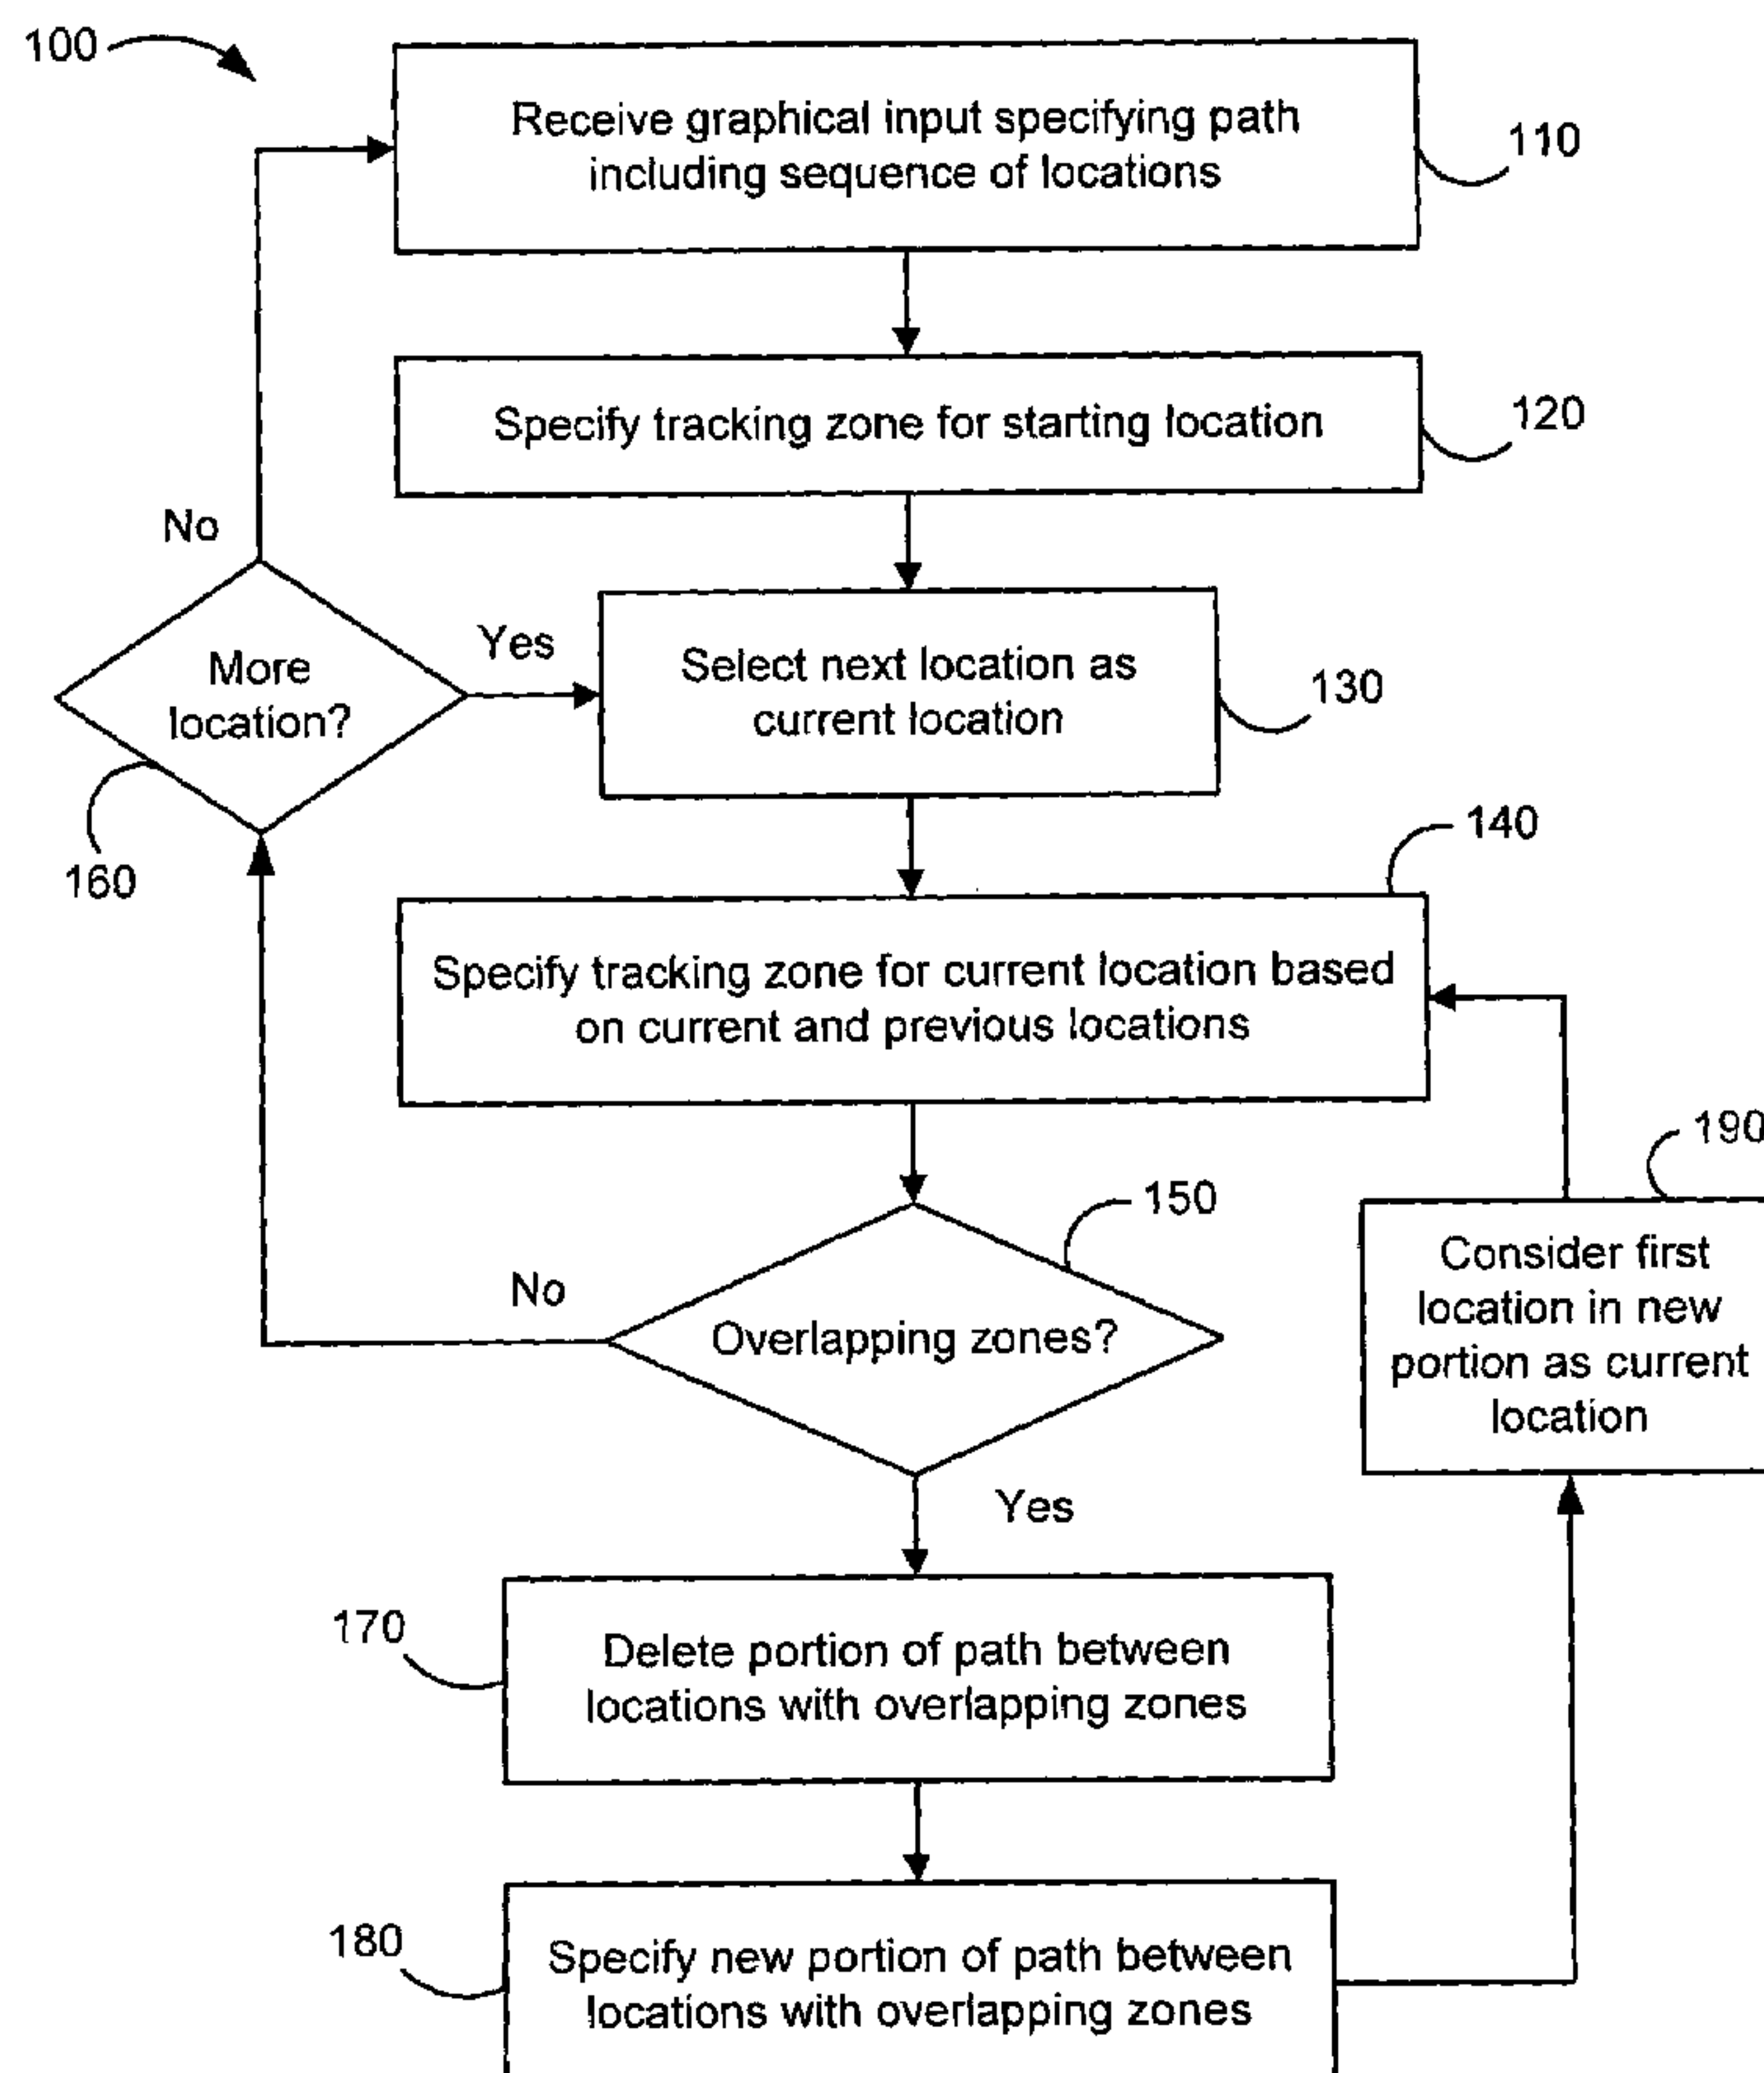 100
Receive graphical input specifying path
including sequence of locations
110
Specify tracking zone for starting location
120
No
More
location?
160
Yes
Select next location as
current location
130
140
Specify tracking zone for current location based
on current and previous locations
150
190
No
Overlapping zones?
Consider first
location in new
portion as current
location
Yes
170
Delete portion of path between
locations with overlapping zones
180
Specify new portion of path between
locations with overlapping zones